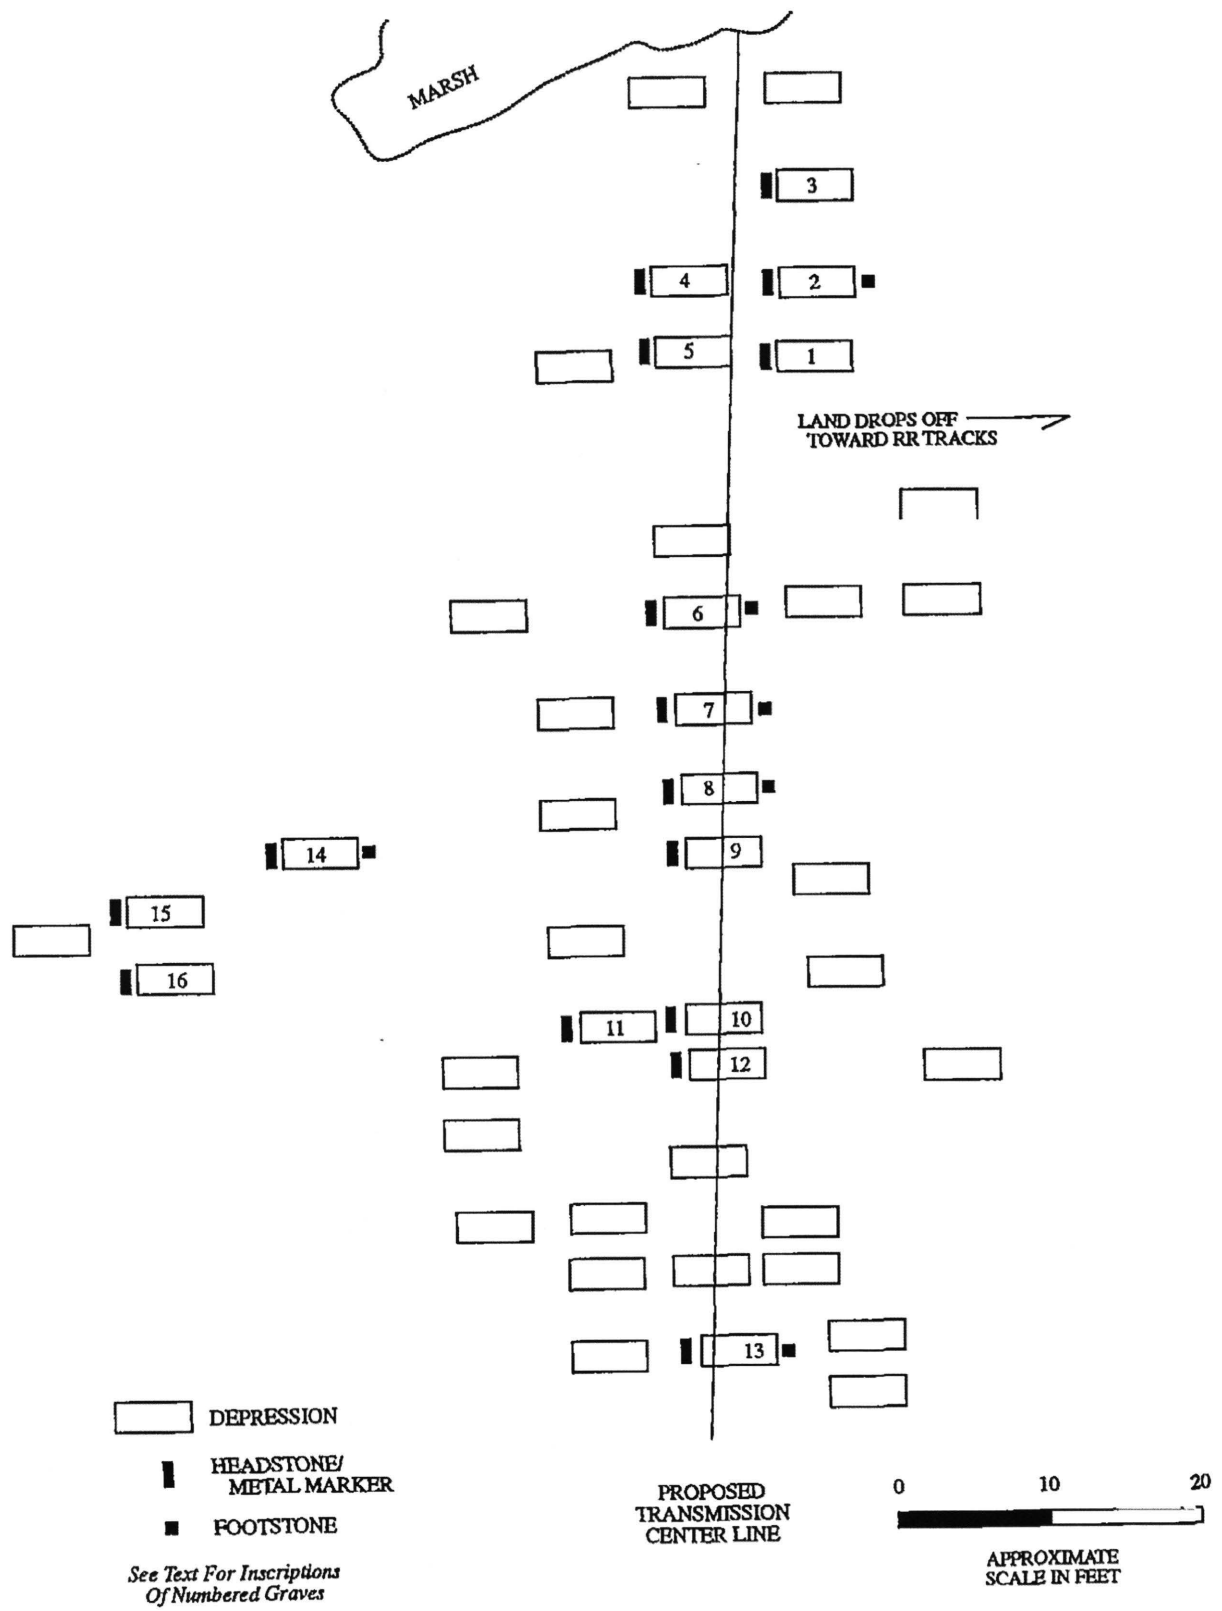 MARSH
3
4
2
5
1
LAND DROPS OFF
TOWARD RR TRACKS
6
7
8
9
14
15
16
10
11
12
13
DEPRESSION
HEADSTONE/
METAL MARKER
FOOTSTONE
See Text For Inscriptions
Of Numbered Graves
PROPOSED
TRANSMISSION
CENTER LINE
0 10 20
APPROXIMATE
SCALE IN FEET